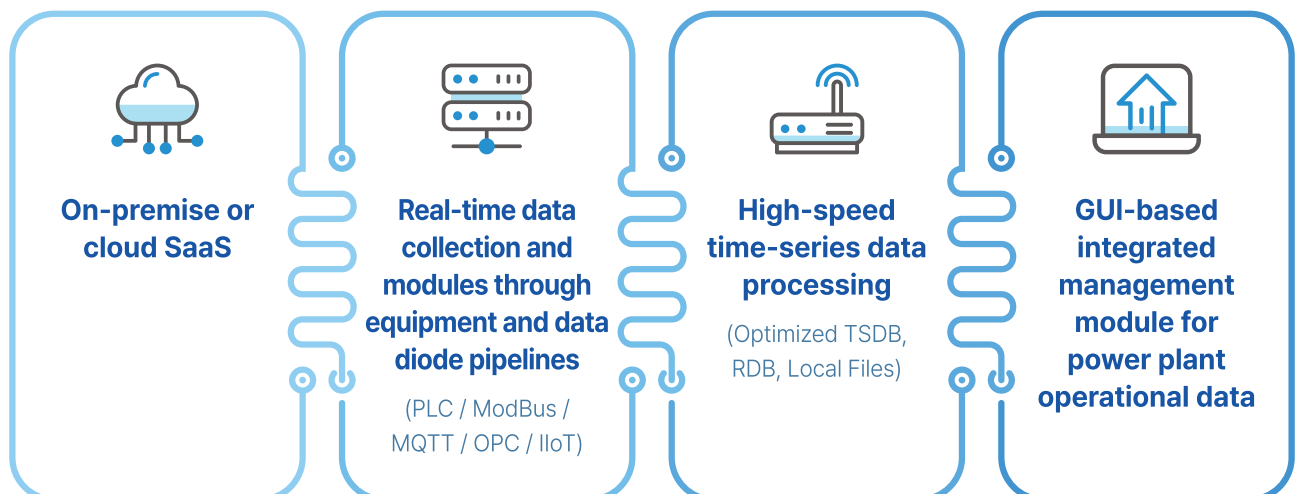 On-premise or
cloud SaaS
Real-time data
collection and
modules through
equipment and data
diode pipelines
(PLC / ModBus /
MQTT / OPC / IIoT)
High-speed
time-series data
processing
(Optimized TSDB,
RDB, Local Files)
GUI-based
integrated
management
module for
power plant
operational data